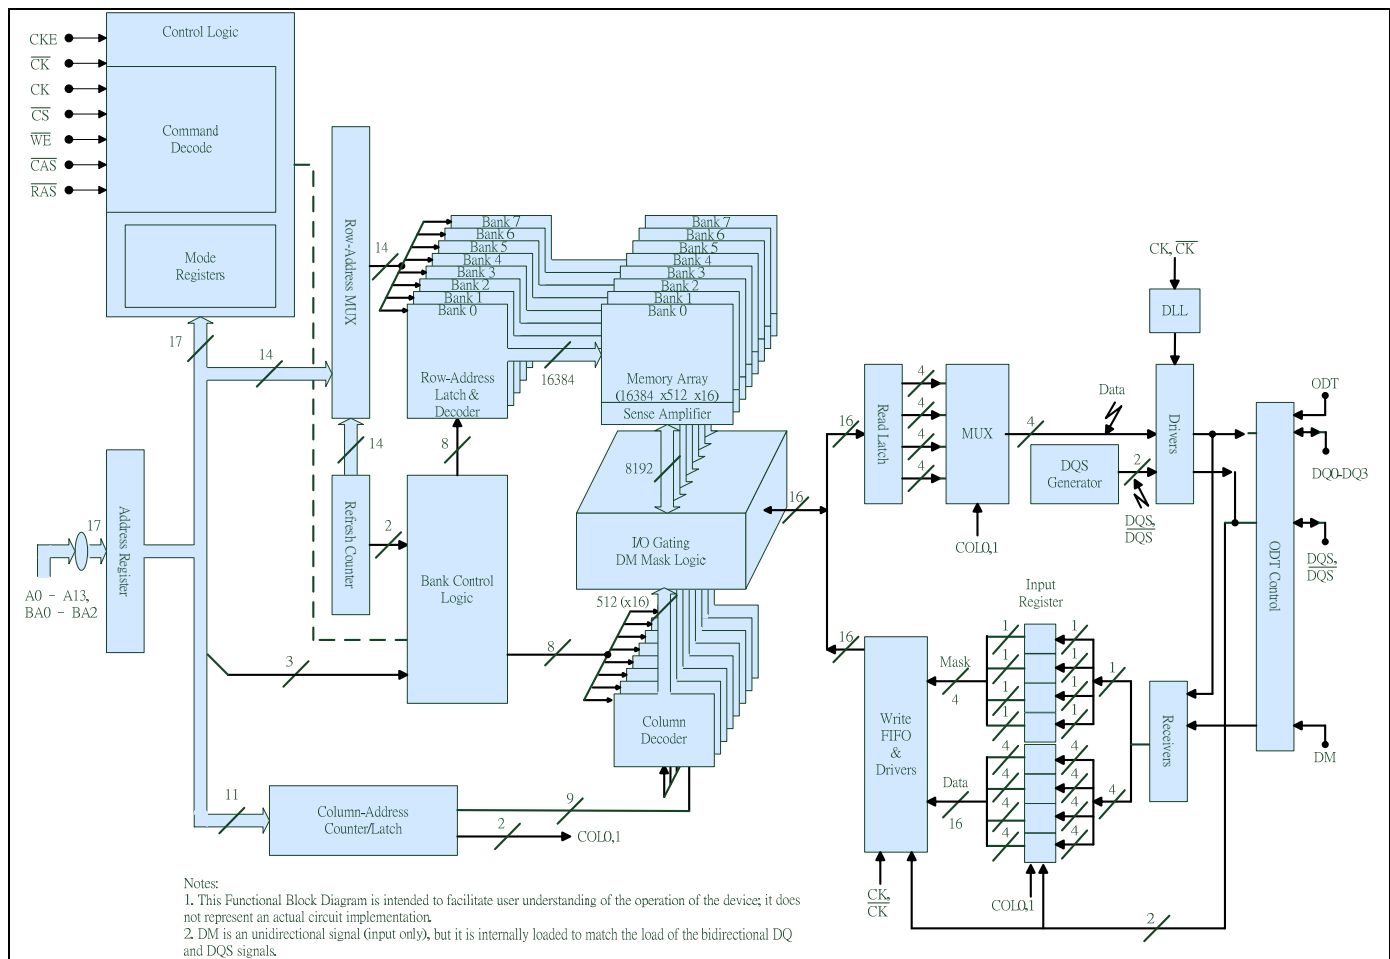 Control Logic
CKE
CK
CK
CS
WE
CAS
RAS
Command
Decode
Mode
Registers
Row-Address MUX
14
Bank 7
Bank 6
Bank 5
Bank 4
Bank 3
Bank 2
Bank 1
Bank 0
Row-Address
Latch &
Decoder
16384
Bank 7
Bank 6
Bank 5
Bank 4
Bank 3
Bank 2
Bank 1
Bank 0
Memory Array
(16384 x512 x16)
Sense Amplifier
17
14
14
8
8192
Refresh Counter
2
Bank Control
Logic
I/O Gating
DM Mask Logic
16
17
Address Register
A0 - A13,
BA0 - BA2
512 (x16)
3
8
Column
Decoder
11
Column-Address
Counter/Latch
9
2
COL0,1
16
Read Latch
4
4
4
4
MUX
COL0,1
4
Data
DQS
Generator
2
DQS,
DQS
CK, CK
DLL
Drivers
ODT
DQ0-DQ3
ODT Control
DQS,
DQS
DM
Input
Register
16
Write
FIFO
&
Drivers
Mask
4
1
1
1
1
1
1
1
1
1
Receivers
Data
16
4
4
4
4
4
4
4
4
4
CK,
CK
COL0,1
2
Notes:
1. This Functional Block Diagram is intended to facilitate user understanding of the operation of the device; it does
not represent an actual circuit implementation.
2. DM is an unidirectional signal (input only), but it is internally loaded to match the load of the bidirectional DQ
and DQS signals.